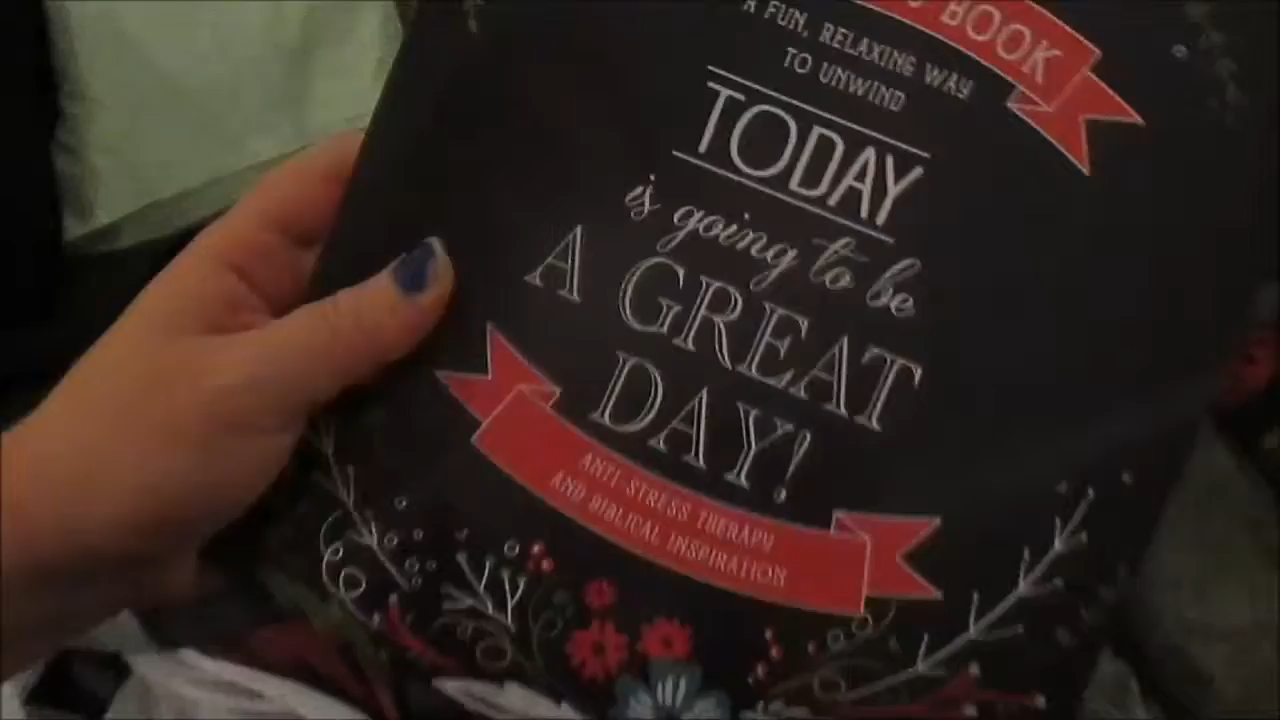 BOOK
A FUN, RELAXING WAY
TO UNWIND
TODAY
is going to be
A GREAT
DAY!
ANTI-STRESS THERAPY
AND BIBLICAL INSPIRATION